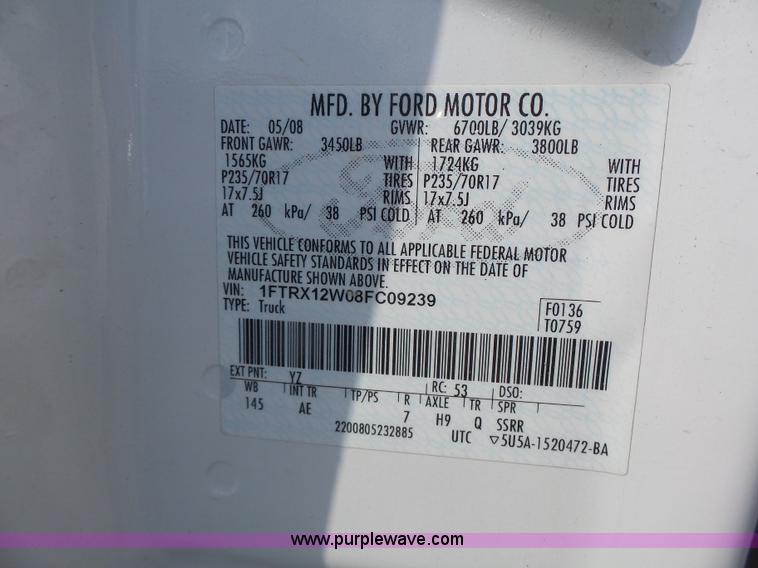 MFD. BY FORD MOTOR CO.
DATE: 05/08 GVWR: 6700LB/ 3039KG
FRONT GAWR: 3450LB REAR GAWR: 3800LB
1565KG WITH 1724KG WITH
P235/70R17 TIRES P235/70R17 TIRES
17x7.5J RIMS 17x7.5J RIMS
AT 260 kPa/ 38 PSI COLD AT 260 kPa/ 38 PSI COLD
Ford
THIS VEHICLE CONFORMS TO ALL APPLICABLE FEDERAL MOTOR
VEHICLE SAFETY STANDARDS IN EFFECT ON THE DATE OF
MANUFACTURE SHOWN ABOVE.
VIN: 1FTRX12W08FC09239
TYPE: Truck
F0136
T0759
EXT PNT: YZ RC: 53 DSO:
WB INT TR TP/PS R AXLE TR SPR
145 AE 7 H9 Q SSRR
2200805232885 UTC ▽5U5A-1520472-BA
www.purplewave.com